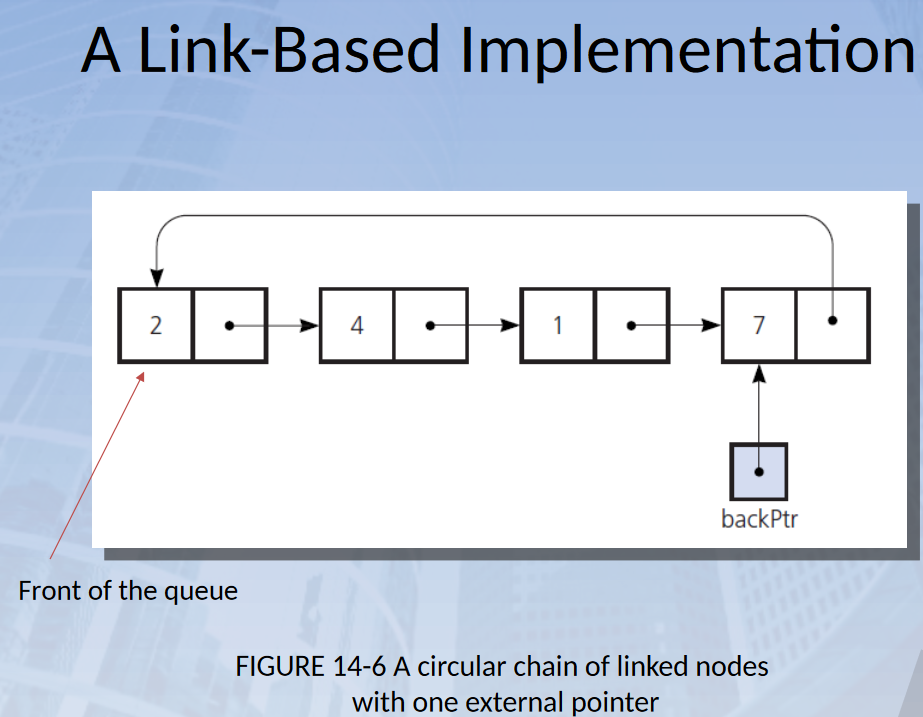 A Link-Based Implementation
2 4 1 7
backPtr
Front of the queue
FIGURE 14-6 A circular chain of linked nodes
with one external pointer